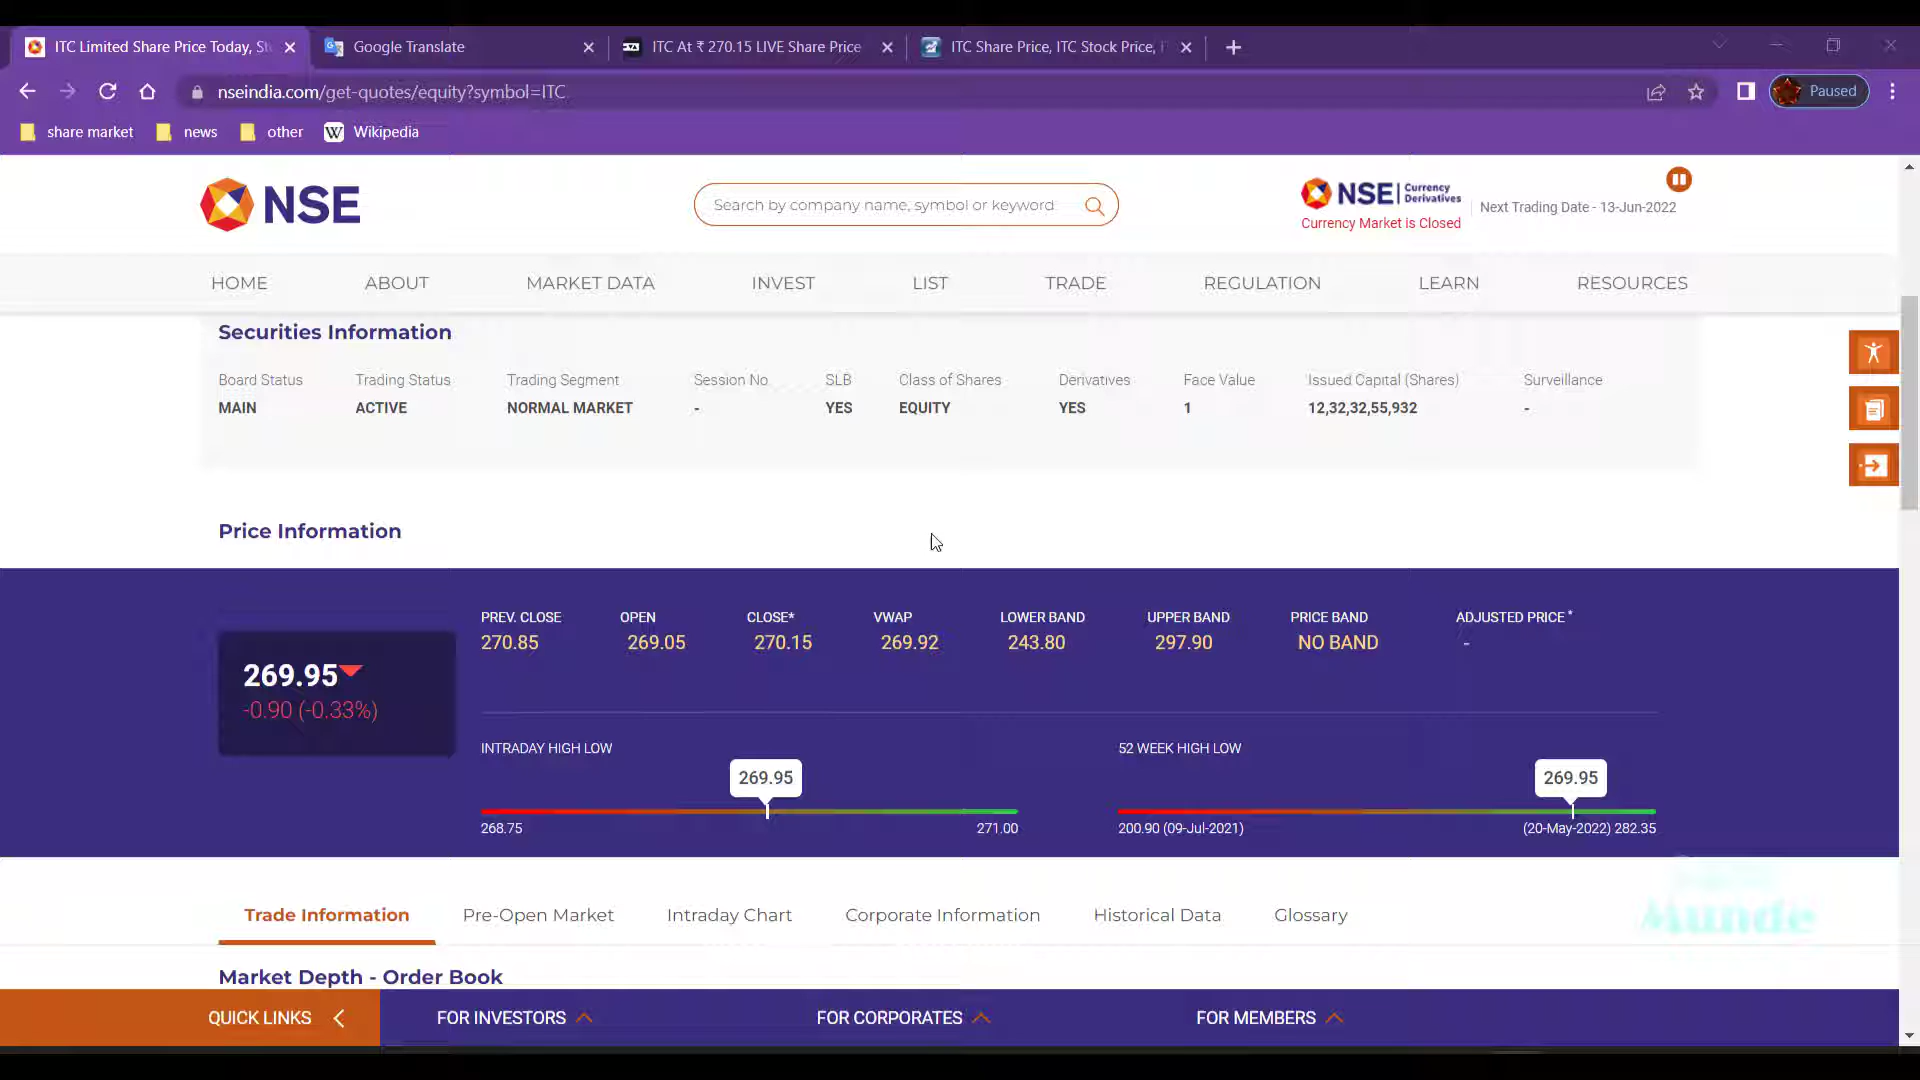 ITC Limited Share Price Today, St
Google Translate
ITC At ₹ 270.15 LIVE Share Price
ITC Share Price, ITC Stock Price, I
nseindia.com/get-quotes/equity?symbol=ITC
Paused
share market
news
other
W
Wikipedia
NSE
Search by company name, symbol or keyword
NSE
Currency
Derivatives
Currency Market is Closed
Next Trading Date - 13-Jun-2022
HOME
ABOUT
MARKET DATA
INVEST
LIST
TRADE
REGULATION
LEARN
RESOURCES
Securities Information
Board Status
Trading Status
Trading Segment
Session No.
SLB
Class of Shares
Derivatives
Face Value
Issued Capital (Shares)
Surveillance
MAIN
ACTIVE
NORMAL MARKET
-
YES
EQUITY
YES
1
12,32,32,55,932
-
Price Information
PREV. CLOSE
OPEN
CLOSE*
VWAP
LOWER BAND
UPPER BAND
PRICE BAND
ADJUSTED PRICE *
270.85
269.05
270.15
269.92
243.80
297.90
NO BAND
-
269.95
-0.90 (-0.33%)
INTRADAY HIGH LOW
52 WEEK HIGH LOW
269.95
269.95
268.75
271.00
200.90 (09-Jul-2021)
(20-May-2022) 282.35
Trade Information
Pre-Open Market
Intraday Chart
Corporate Information
Historical Data
Glossary
Munde
Market Depth - Order Book
QUICK LINKS
FOR INVESTORS
FOR CORPORATES
FOR MEMBERS